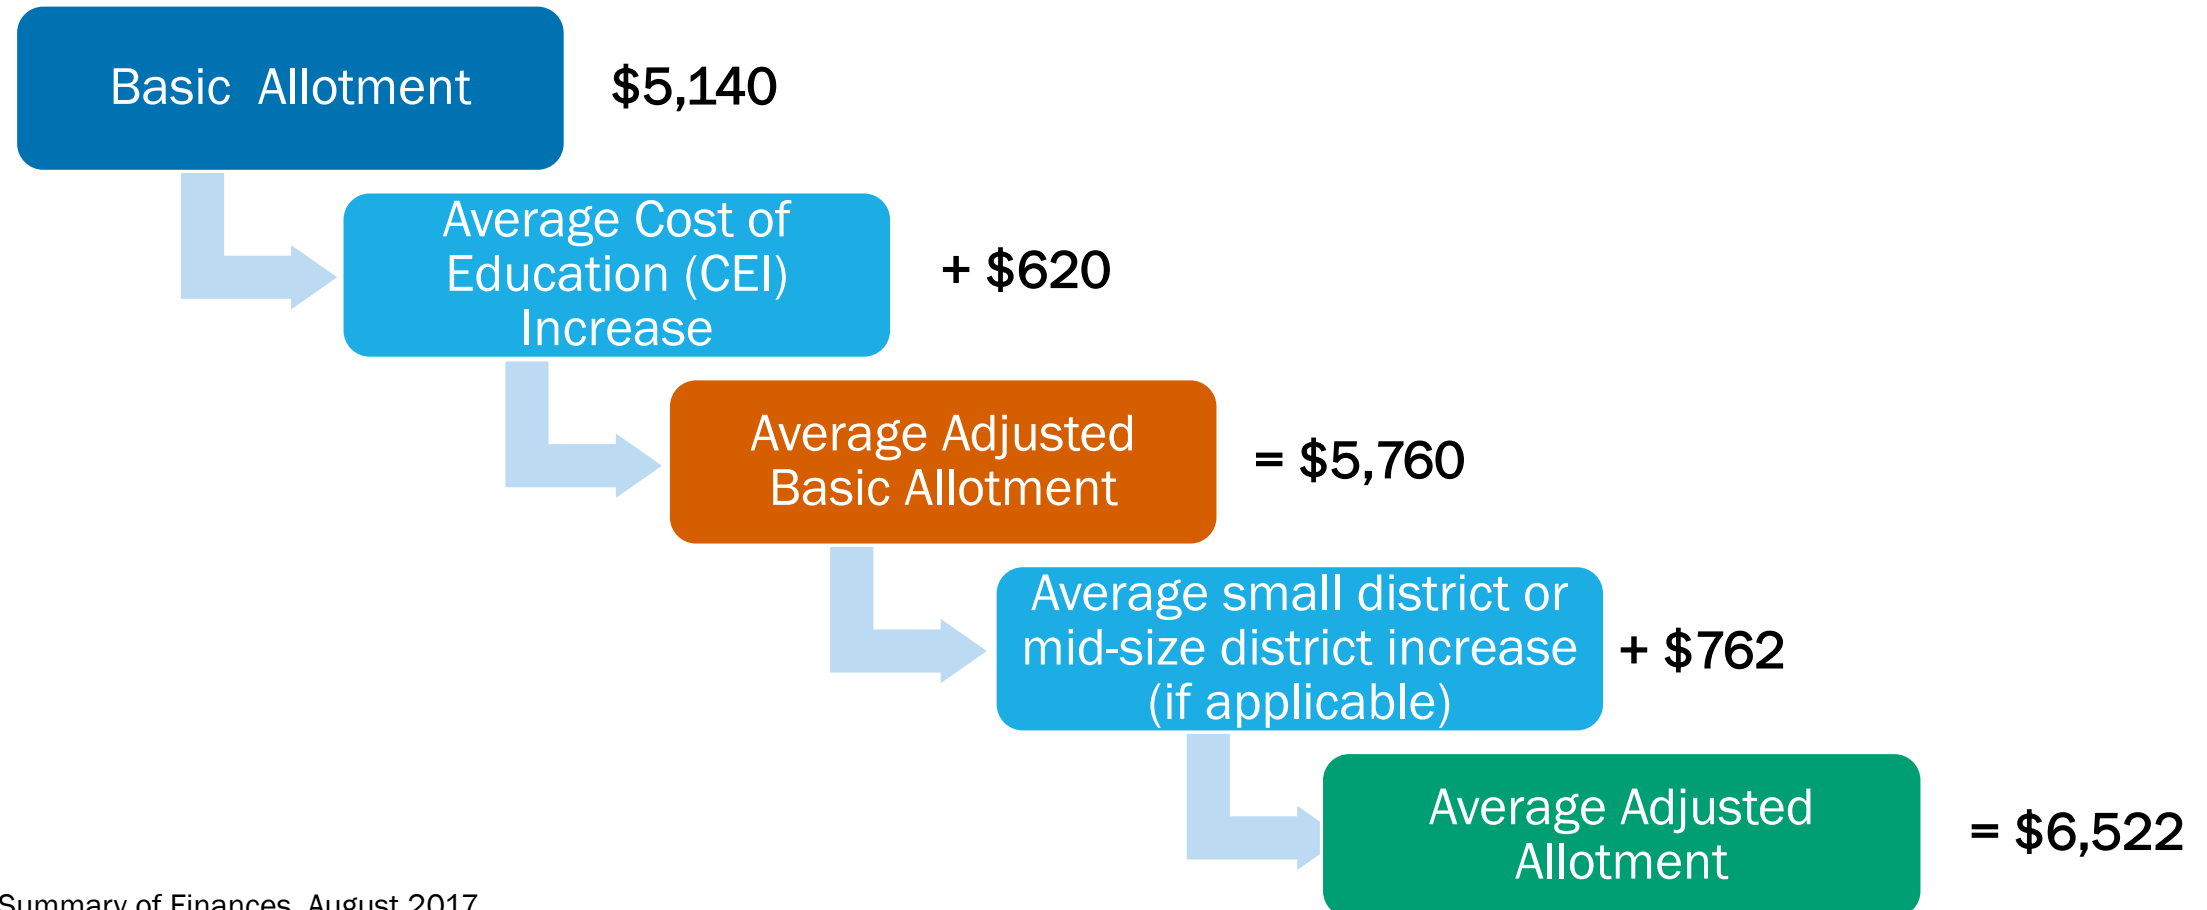 Basic Allotment
$5,140
Average Cost of
Education (CEI)
Increase
+ $620
Average Adjusted
Basic Allotment
= $5,760
Average small district or
mid-size district increase
(if applicable)
+ $762
Average Adjusted
Allotment
= $6,522
Summary of Finances, August 2017